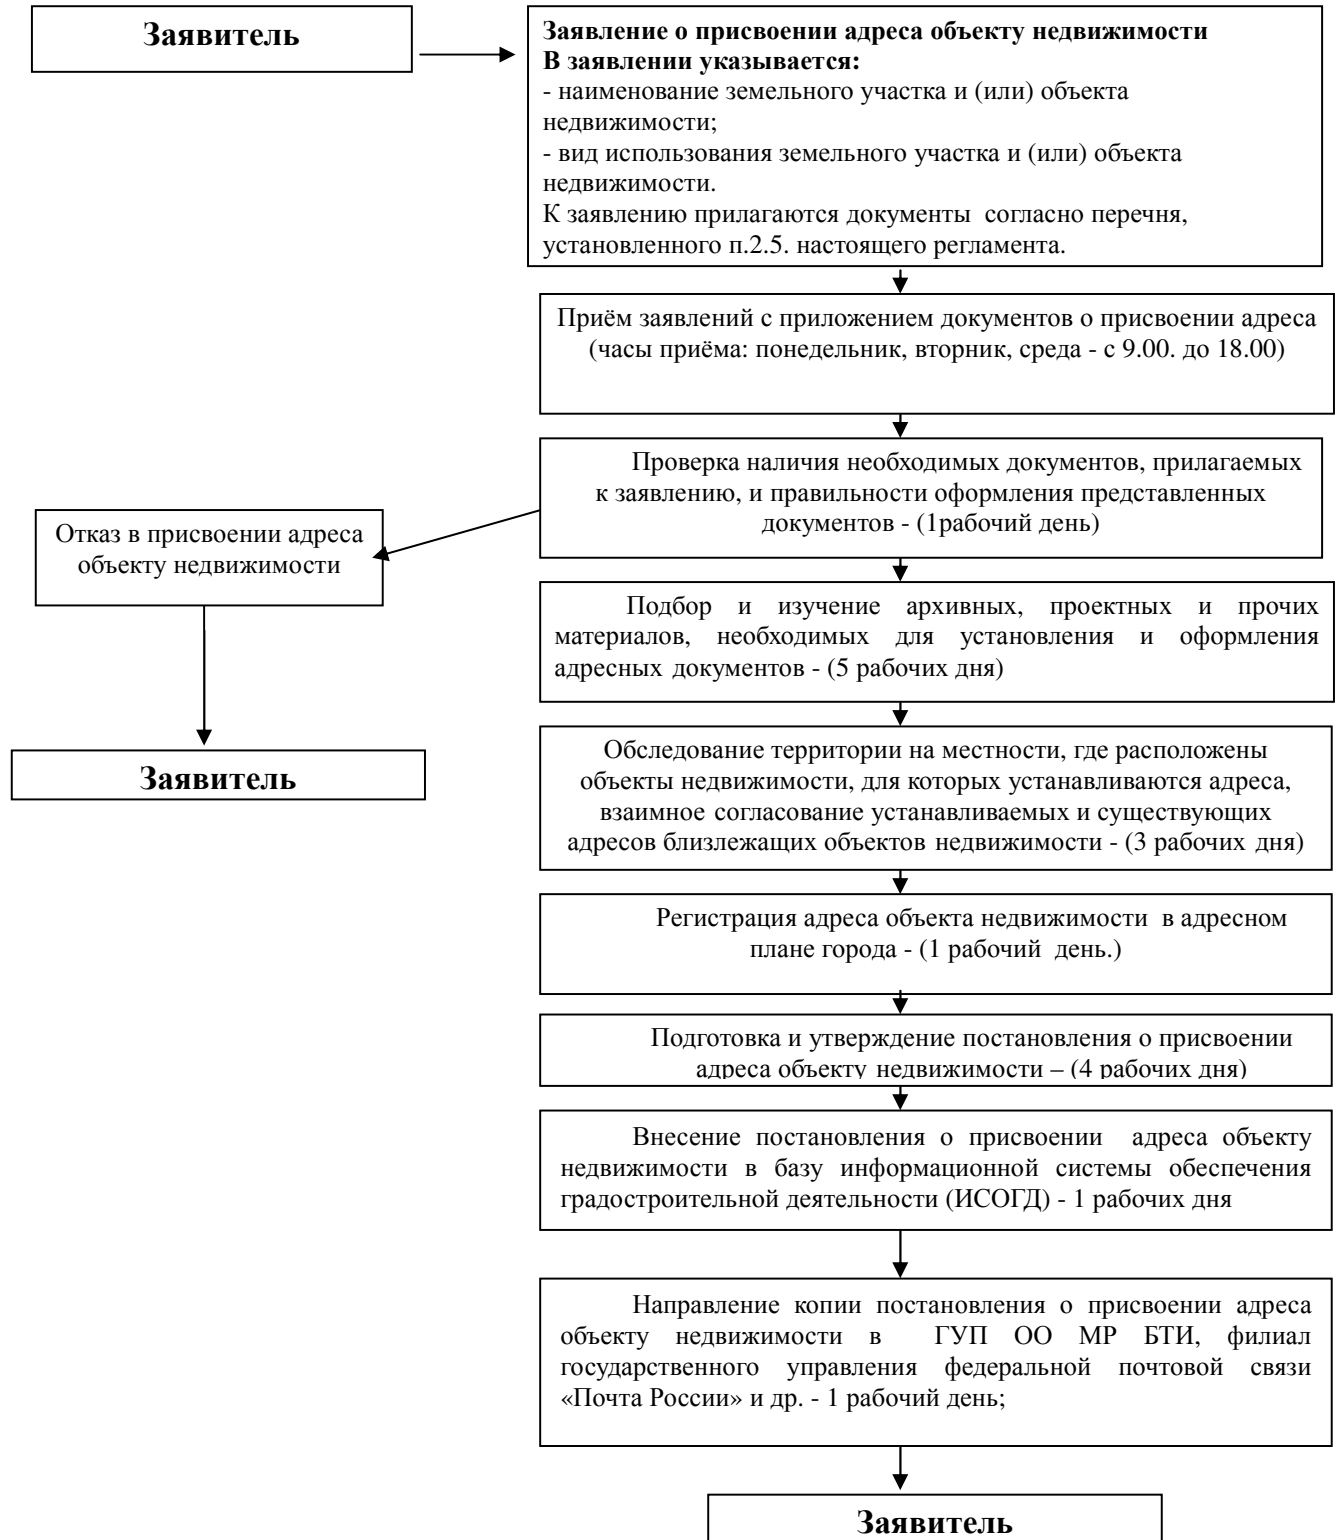 Заявитель
Заявление о присвоении адреса объекту недвижимости
В заявлении указывается:
- наименование земельного участка и (или) объекта
недвижимости;
- вид использования земельного участка и (или) объекта
недвижимости.
К заявлению прилагаются документы согласно перечня,
установленного п.2.5. настоящего регламента.
Приём заявлений с приложением документов о присвоении адреса
(часы приёма: понедельник, вторник, среда - с 9.00. до 18.00)
Проверка наличия необходимых документов, прилагаемых
к заявлению, и правильности оформления представленных
документов - (1рабочий день)
Отказ в присвоении адреса
объекту недвижимости
Заявитель
Подбор и изучение архивных, проектных и прочих
материалов, необходимых для установления и оформления
адресных документов - (5 рабочих дня)
Обследование территории на местности, где расположены
объекты недвижимости, для которых устанавливаются адреса,
взаимное согласование устанавливаемых и существующих
адресов близлежащих объектов недвижимости - (3 рабочих дня)
Регистрация адреса объекта недвижимости в адресном
плане города - (1 рабочий день.)
Подготовка и утверждение постановления о присвоении
адреса объекту недвижимости – (4 рабочих дня)
Внесение постановления о присвоении адреса объекту
недвижимости в базу информационной системы обеспечения
градостроительной деятельности (ИСОГД) - 1 рабочих дня
Направление копии постановления о присвоении адреса
объекту недвижимости в ГУП ОО МР БТИ, филиал
государственного управления федеральной почтовой связи
«Почта России» и др. - 1 рабочий день;
Заявитель